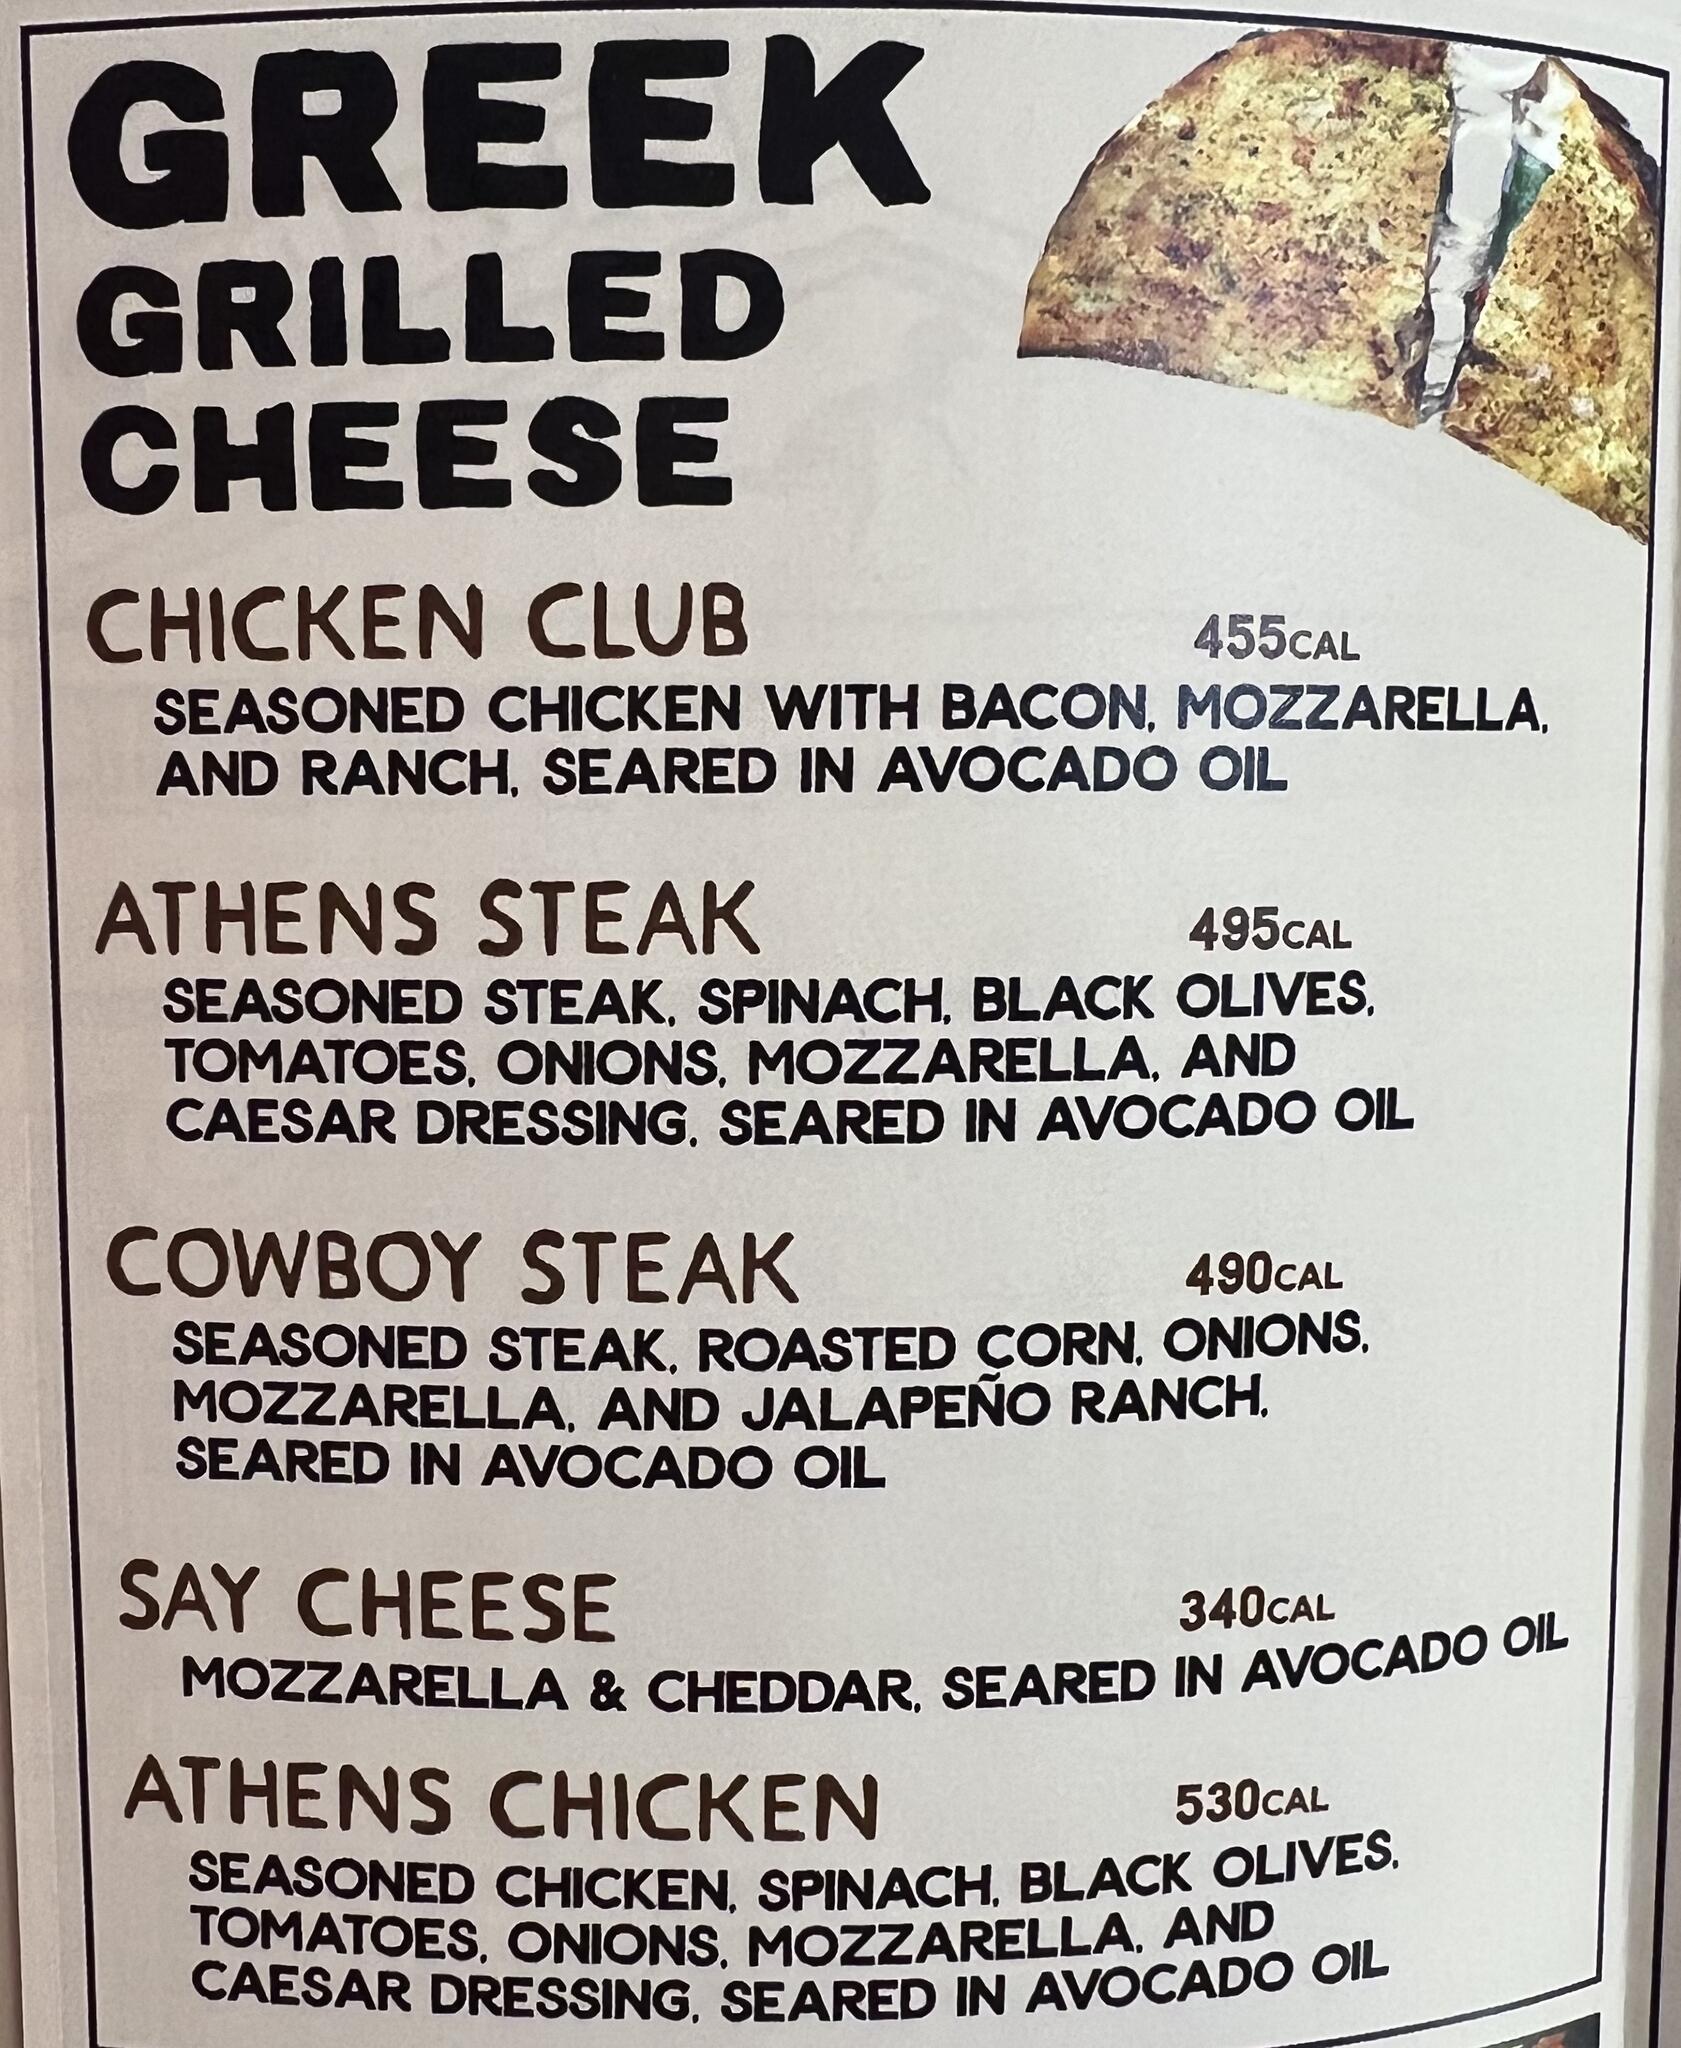 GREEK
GRILLED
CHEESE
CHICKEN CLUB 455CAL
SEASONED CHICKEN WITH BACON, MOZZARELLA,
AND RANCH, SEARED IN AVOCADO OIL
ATHENS STEAK 495CAL
SEASONED STEAK, SPINACH, BLACK OLIVES,
TOMATOES, ONIONS, MOZZARELLA, AND
CAESAR DRESSING, SEARED IN AVOCADO OIL
COWBOY STEAK 490CAL
SEASONED STEAK, ROASTED CORN, ONIONS,
MOZZARELLA, AND JALAPEÑO RANCH,
SEARED IN AVOCADO OIL
SAY CHEESE 340CAL
MOZZARELLA & CHEDDAR, SEARED IN AVOCADO OIL
ATHENS CHICKEN 530CAL
SEASONED CHICKEN, SPINACH, BLACK OLIVES,
TOMATOES, ONIONS, MOZZARELLA, AND
CAESAR DRESSING, SEARED IN AVOCADO OIL